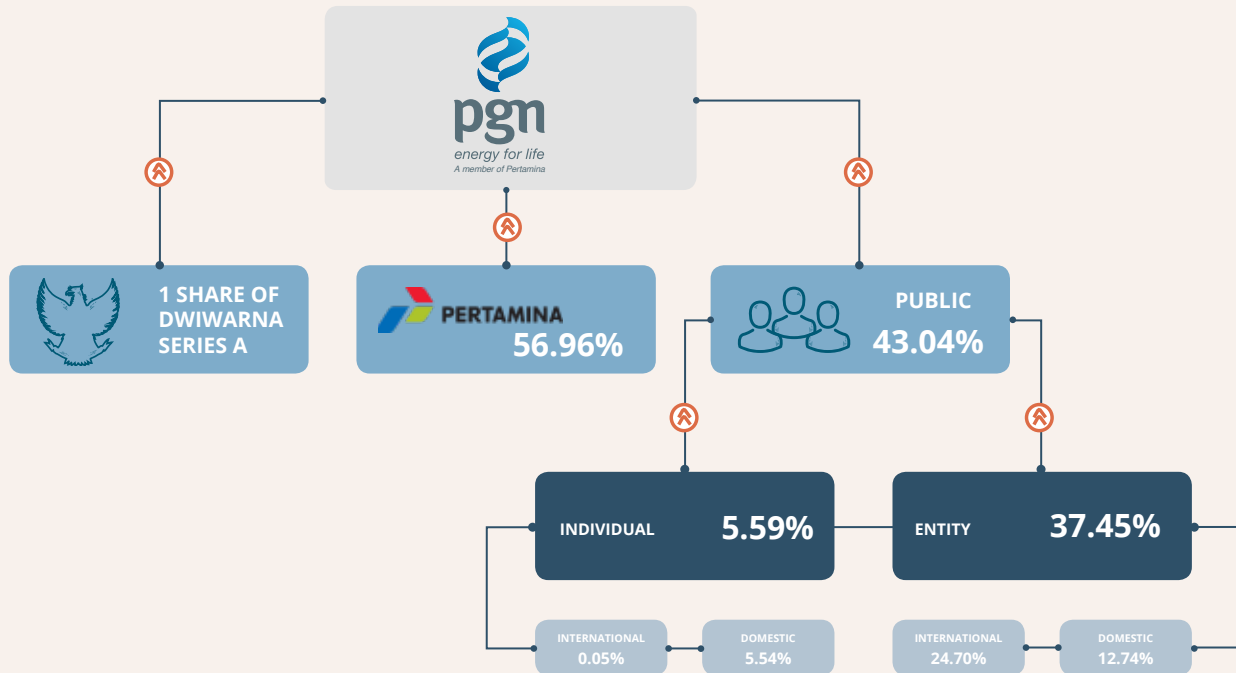 pgn
energy for life
A member of Pertamina
1 SHARE OF
DWIWARNA
SERIES A
PERTAMINA
56.96%
PUBLIC
43.04%
INDIVIDUAL
5.59%
ENTITY
37.45%
INTERNATIONAL
0.05%
DOMESTIC
5.54%
INTERNATIONAL
24.70%
DOMESTIC
12.74%